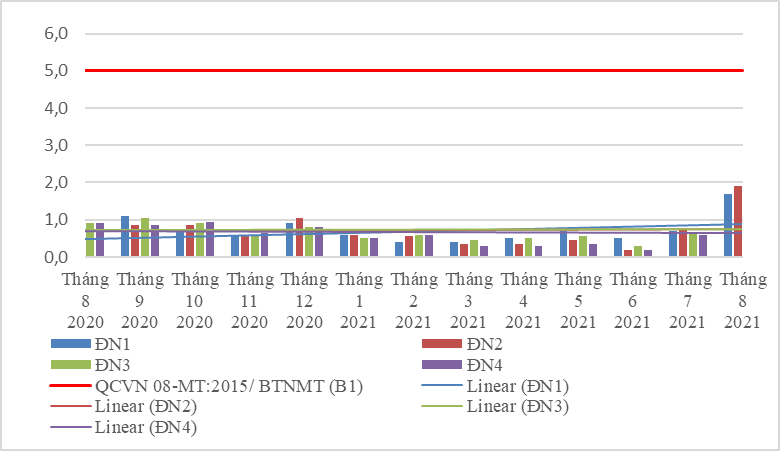 6,0
5,0
4,0
3,0
2,0
1,0
0,0
Tháng Tháng Tháng Tháng Tháng Tháng Tháng Tháng Tháng Tháng Tháng Tháng Tháng
8 9 10 11 12 1 2 3 4 5 6 7 8
2020 2020 2020 2020 2020 2021 2021 2021 2021 2021 2021 2021 2021
ĐN1 ĐN2
ĐN3 ĐN4
QCVN 08-MT:2015/ BTNMT (B1) Linear (ĐN1)
Linear (ĐN2) Linear (ĐN3)
Linear (ĐN4)